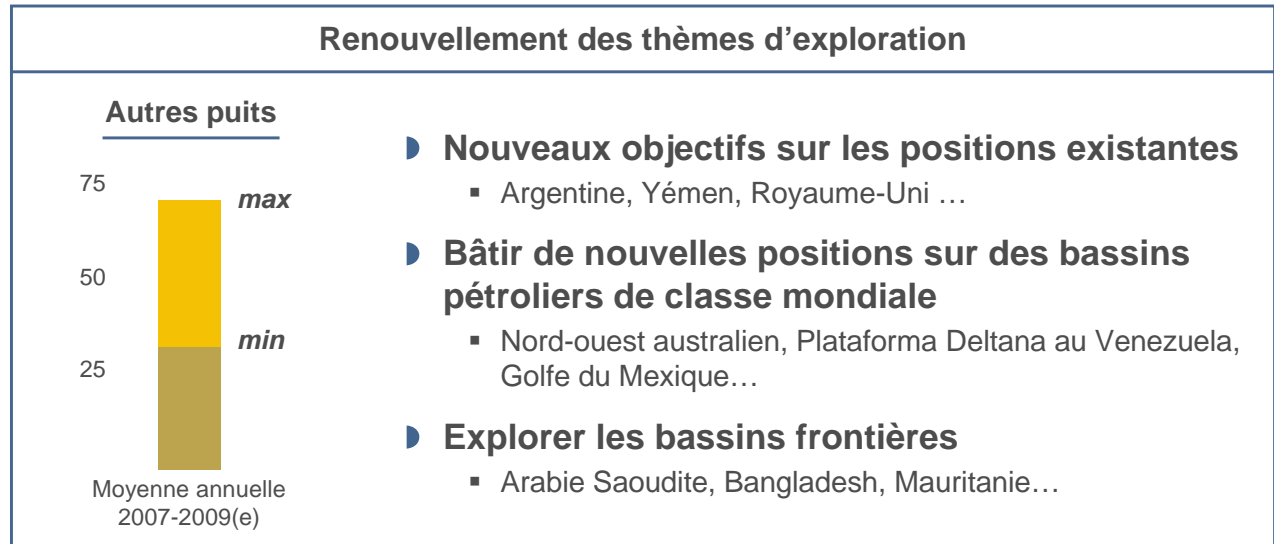 Renouvellement des thèmes d’exploration
Autres puits
75
max
50
min
25
Moyenne annuelle
2007-2009(e)
Nouveaux objectifs sur les positions existantes
Argentine, Yémen, Royaume-Uni …
Bâtir de nouvelles positions sur des bassins
pétroliers de classe mondiale
Nord-ouest australien, Plataforma Deltana au Venezuela,
Golfe du Mexique…
Explorer les bassins frontières
Arabie Saoudite, Bangladesh, Mauritanie…